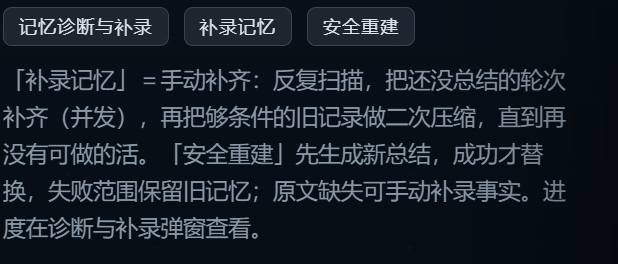 记忆诊断与补录 补录记忆 安全重建
「补录记忆」＝手动补齐：反复扫描，把还没总结的轮次
补齐（并发），再把够条件的旧记录做二次压缩，直到再
没有可做的活。「安全重建」先生成新总结，成功才替
换，失败范围保留旧记忆；原文缺失可手动补录事实。进
度在诊断与补录弹窗查看。